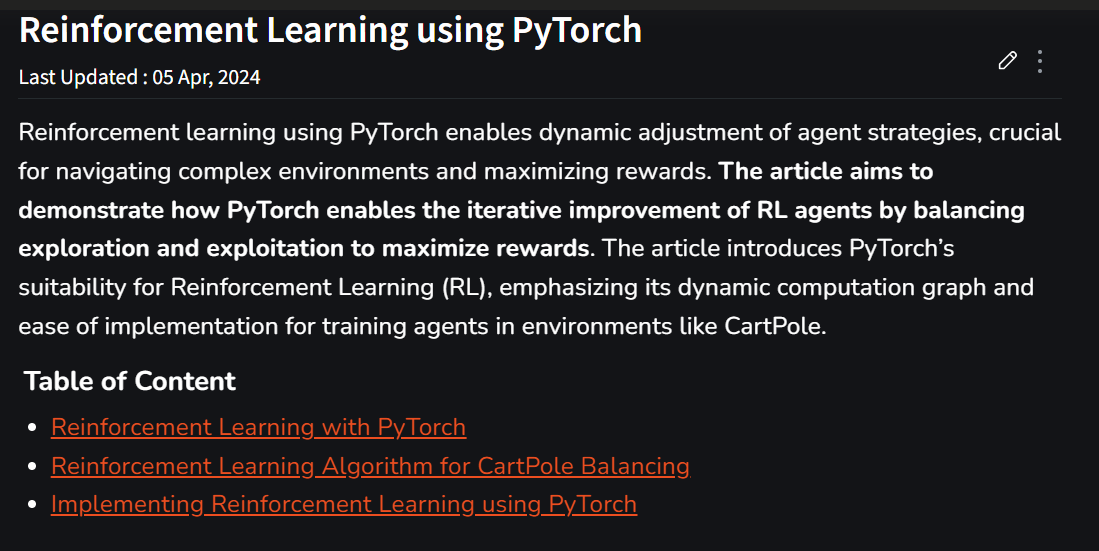 Reinforcement Learning using PyTorch
Last Updated : 05 Apr, 2024
Reinforcement learning using PyTorch enables dynamic adjustment of agent strategies, crucial
for navigating complex environments and maximizing rewards. The article aims to
demonstrate how PyTorch enables the iterative improvement of RL agents by balancing
exploration and exploitation to maximize rewards. The article introduces PyTorch’s
suitability for Reinforcement Learning (RL), emphasizing its dynamic computation graph and
ease of implementation for training agents in environments like CartPole.
Table of Content
Reinforcement Learning with PyTorch
Reinforcement Learning Algorithm for CartPole Balancing
Implementing Reinforcement Learning using PyTorch